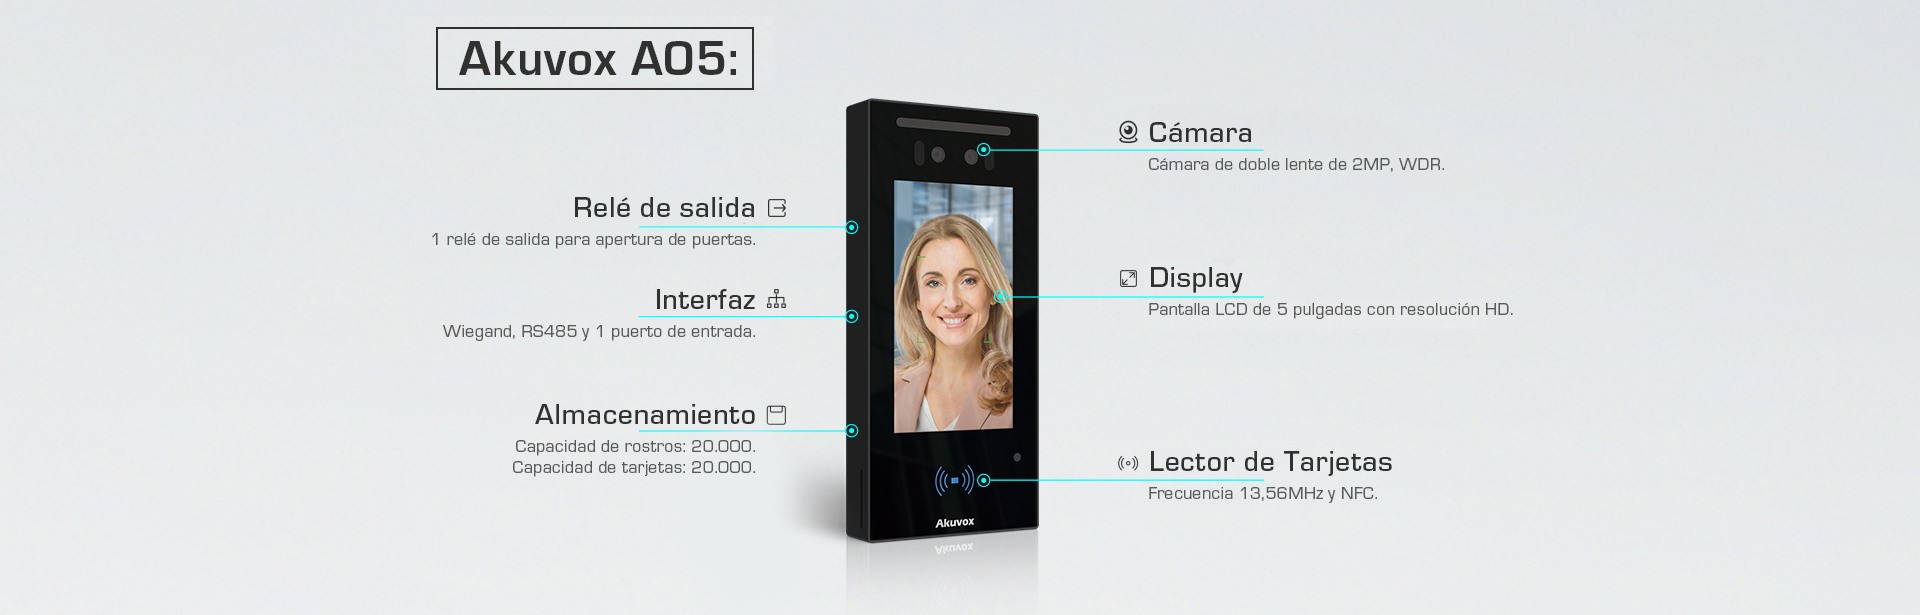 Akuvox A05:
Relé de salida
1 relé de salida para apertura de puertas.
Interfaz
Wiegand, RS485 y 1 puerto de entrada.
Almacenamiento
Capacidad de rostros: 20.000.
Capacidad de tarjetas: 20.000.
Cámara
Cámara de doble lente de 2MP, WDR.
Display
Pantalla LCD de 5 pulgadas con resolución HD.
Lector de Tarjetas
Frecuencia 13,56MHz y NFC.
Akuvox
Akuvox